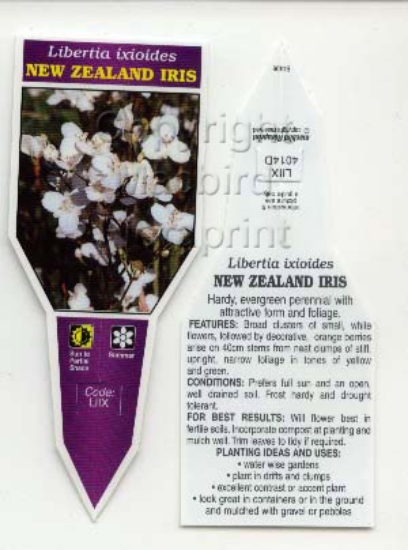 Libertia ixioides
NEW ZEALAND IRIS
Copyright
Macbird
print
Sun to
Partial
Shade
Summer
Code:
LIIX
4014D
LIIX
Libertia ixioides
NEW ZEALAND IRIS
Hardy, evergreen perennial with
attractive form and foliage.
FEATURES: Broad clusters of small, white
flowers, followed by decorative, orange berries
arise on 40cm stems from neat clumps of stiff,
upright, narrow foliage in tones of yellow
and green.
CONDITIONS: Prefers full sun and an open,
well drained soil. Frost hardy and drought
tolerant.
FOR BEST RESULTS: Will flower best in
fertile soils. Incorporate compost at planting and
mulch well. Trim leaves to tidy if required.
PLANTING IDEAS AND USES:
• water wise gardens
• plant in drifts and clumps
• excellent contrast or accent plant
• look great in containers or in the ground
and mulched with gravel or pebbles